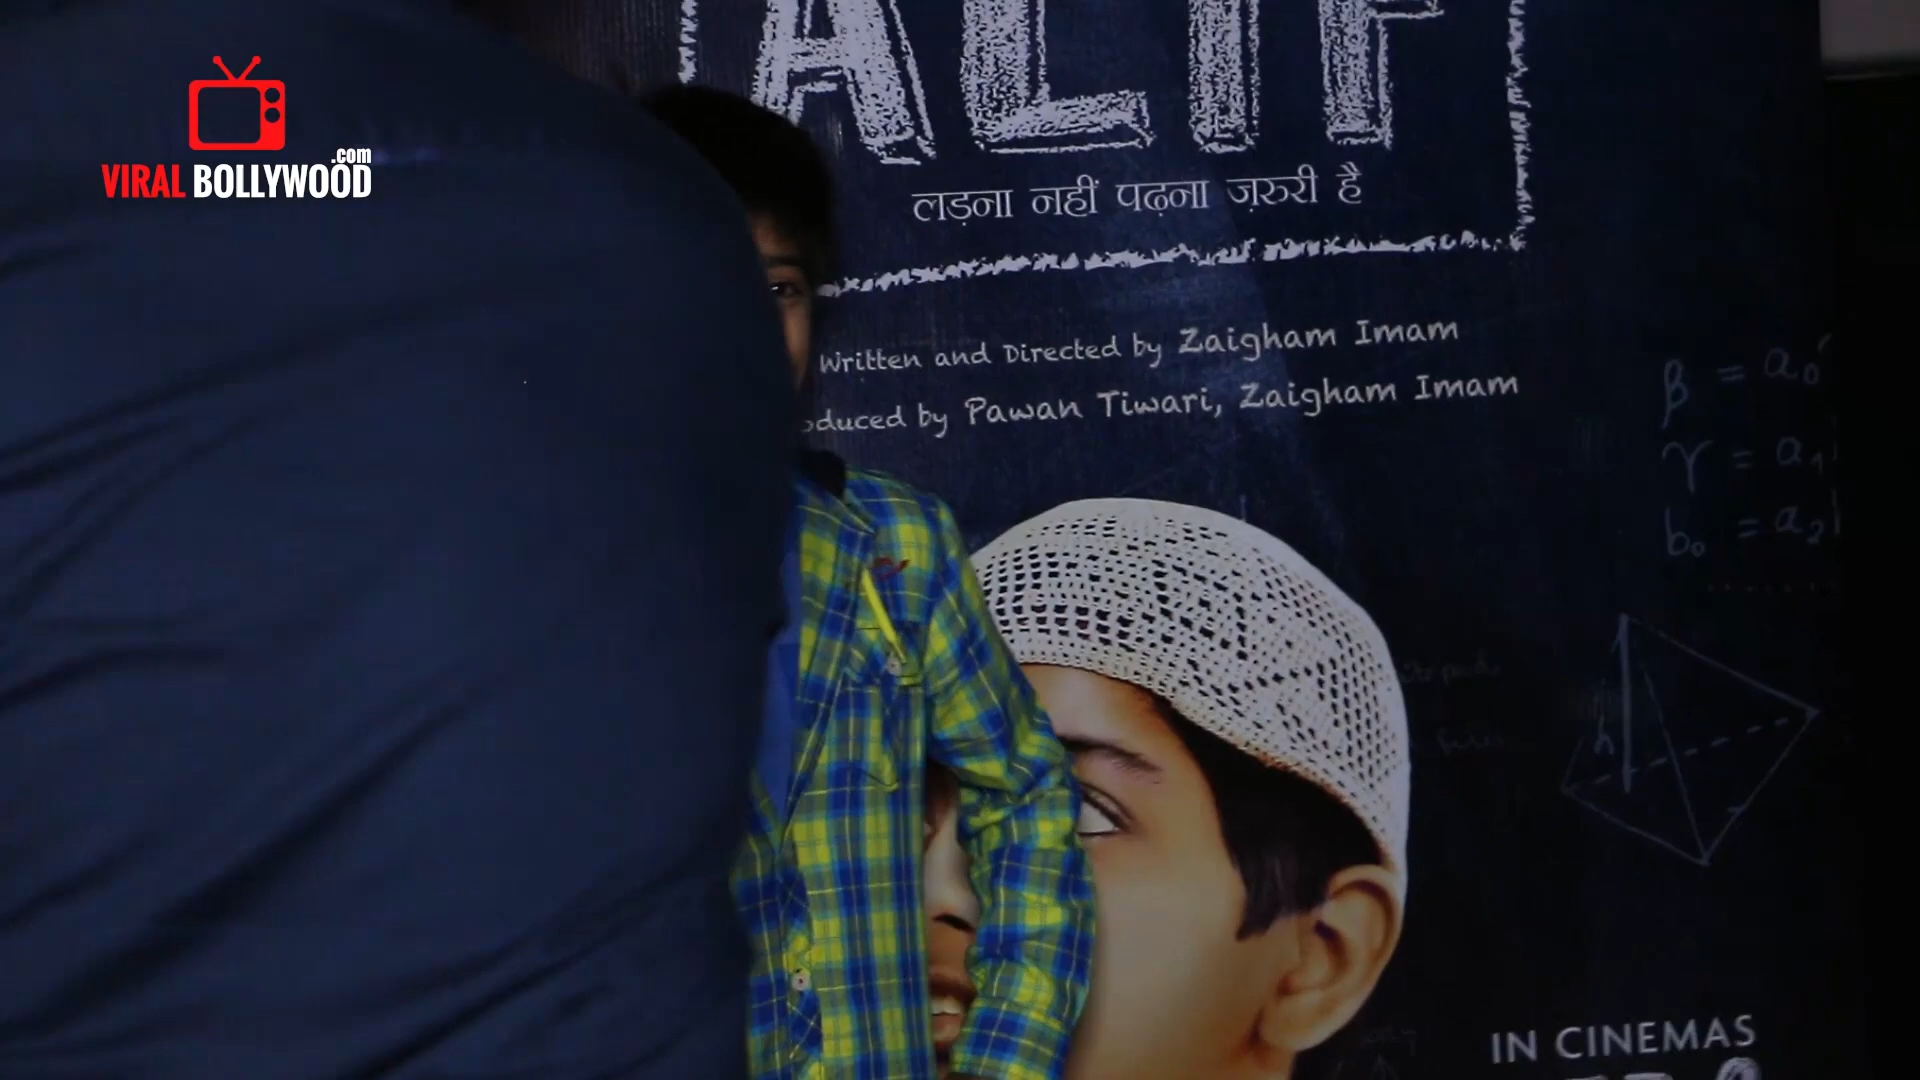 ALIF
.com
VIRAL BOLLYWOOD
लड़ना नहीं पढ़ना ज़रुरी है
Written and Directed by Zaigham Imam
oduced by Pawan Tiwari, Zaigham Imam
β = a₀
γ = a₁
b₀ = a₂
h
IN CINEMAS